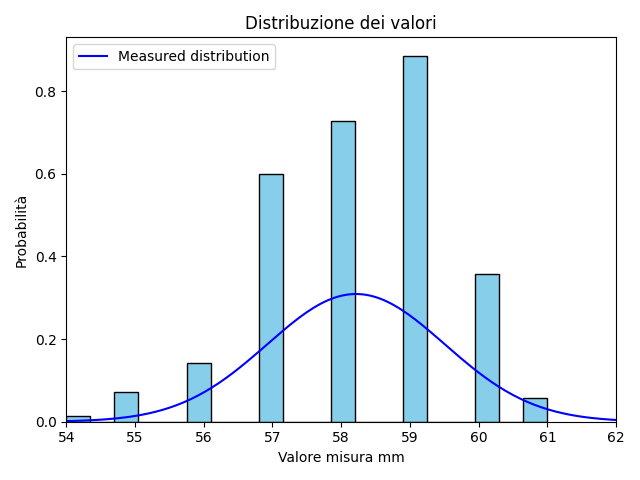 Distribuzione dei valori
Measured distribution
Probabilità
0.8
0.6
0.4
0.2
0.0
54 55 56 57 58 59 60 61 62
Valore misura mm